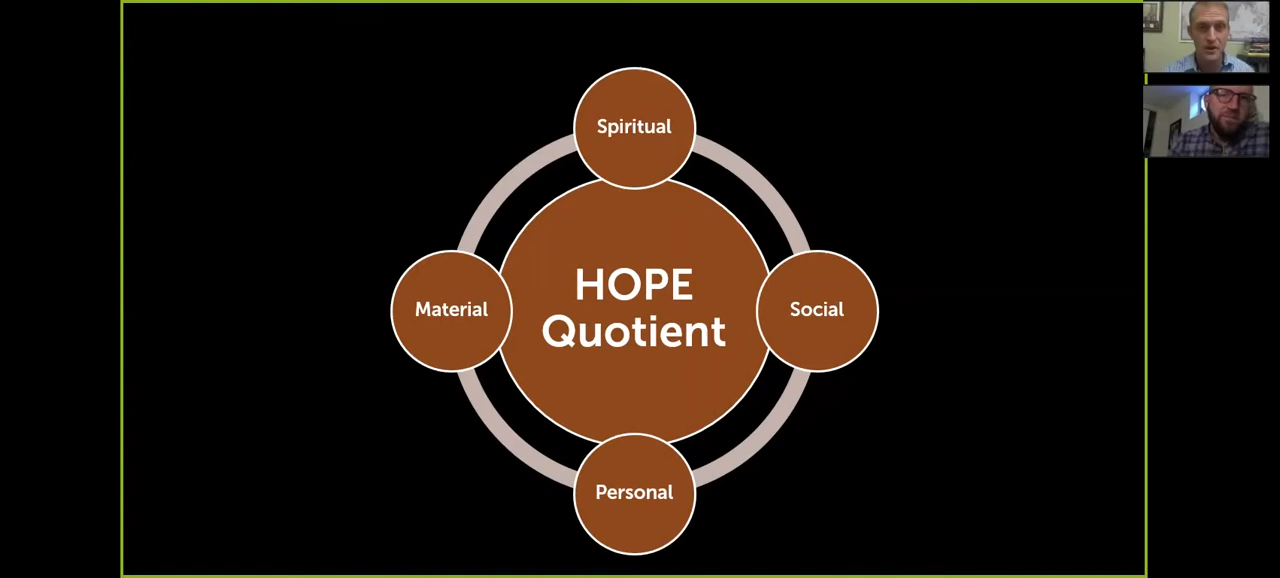 Spiritual
Material
HOPE
Quotient
Social
Personal